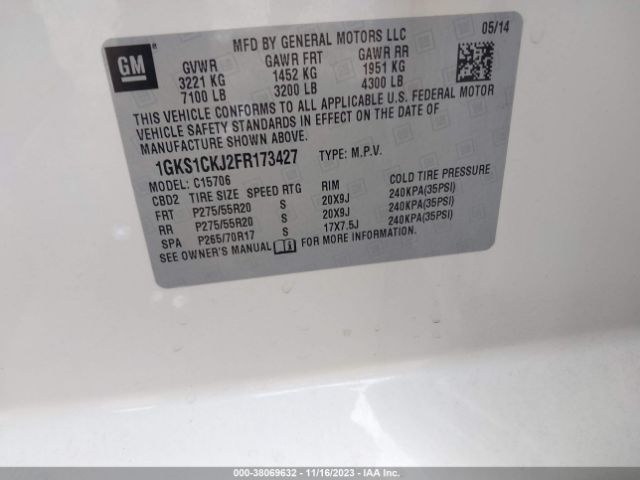 GM
MFD BY GENERAL MOTORS LLC
05/14
GVWR GAWR FRT GAWR RR
3221 KG 1452 KG 1951 KG
7100 LB 3200 LB 4300 LB
THIS VEHICLE CONFORMS TO ALL APPLICABLE U.S. FEDERAL MOTOR
VEHICLE SAFETY STANDARDS IN EFFECT ON THE DATE OF
MANUFACTURE SHOWN ABOVE.
1GKS1CKJ2FR173427 TYPE: M.P.V.
MODEL: C15706
CBD2 TIRE SIZE SPEED RTG RIM COLD TIRE PRESSURE
FRT P275/55R20 S 20X9J 240KPA(35PSI)
RR P275/55R20 S 20X9J 240KPA(35PSI)
SPA P265/70R17 S 17X7.5J 240KPA(35PSI)
SEE OWNER'S MANUAL FOR MORE INFORMATION.
000-38069632 - 11/16/2023 - IAA Inc.